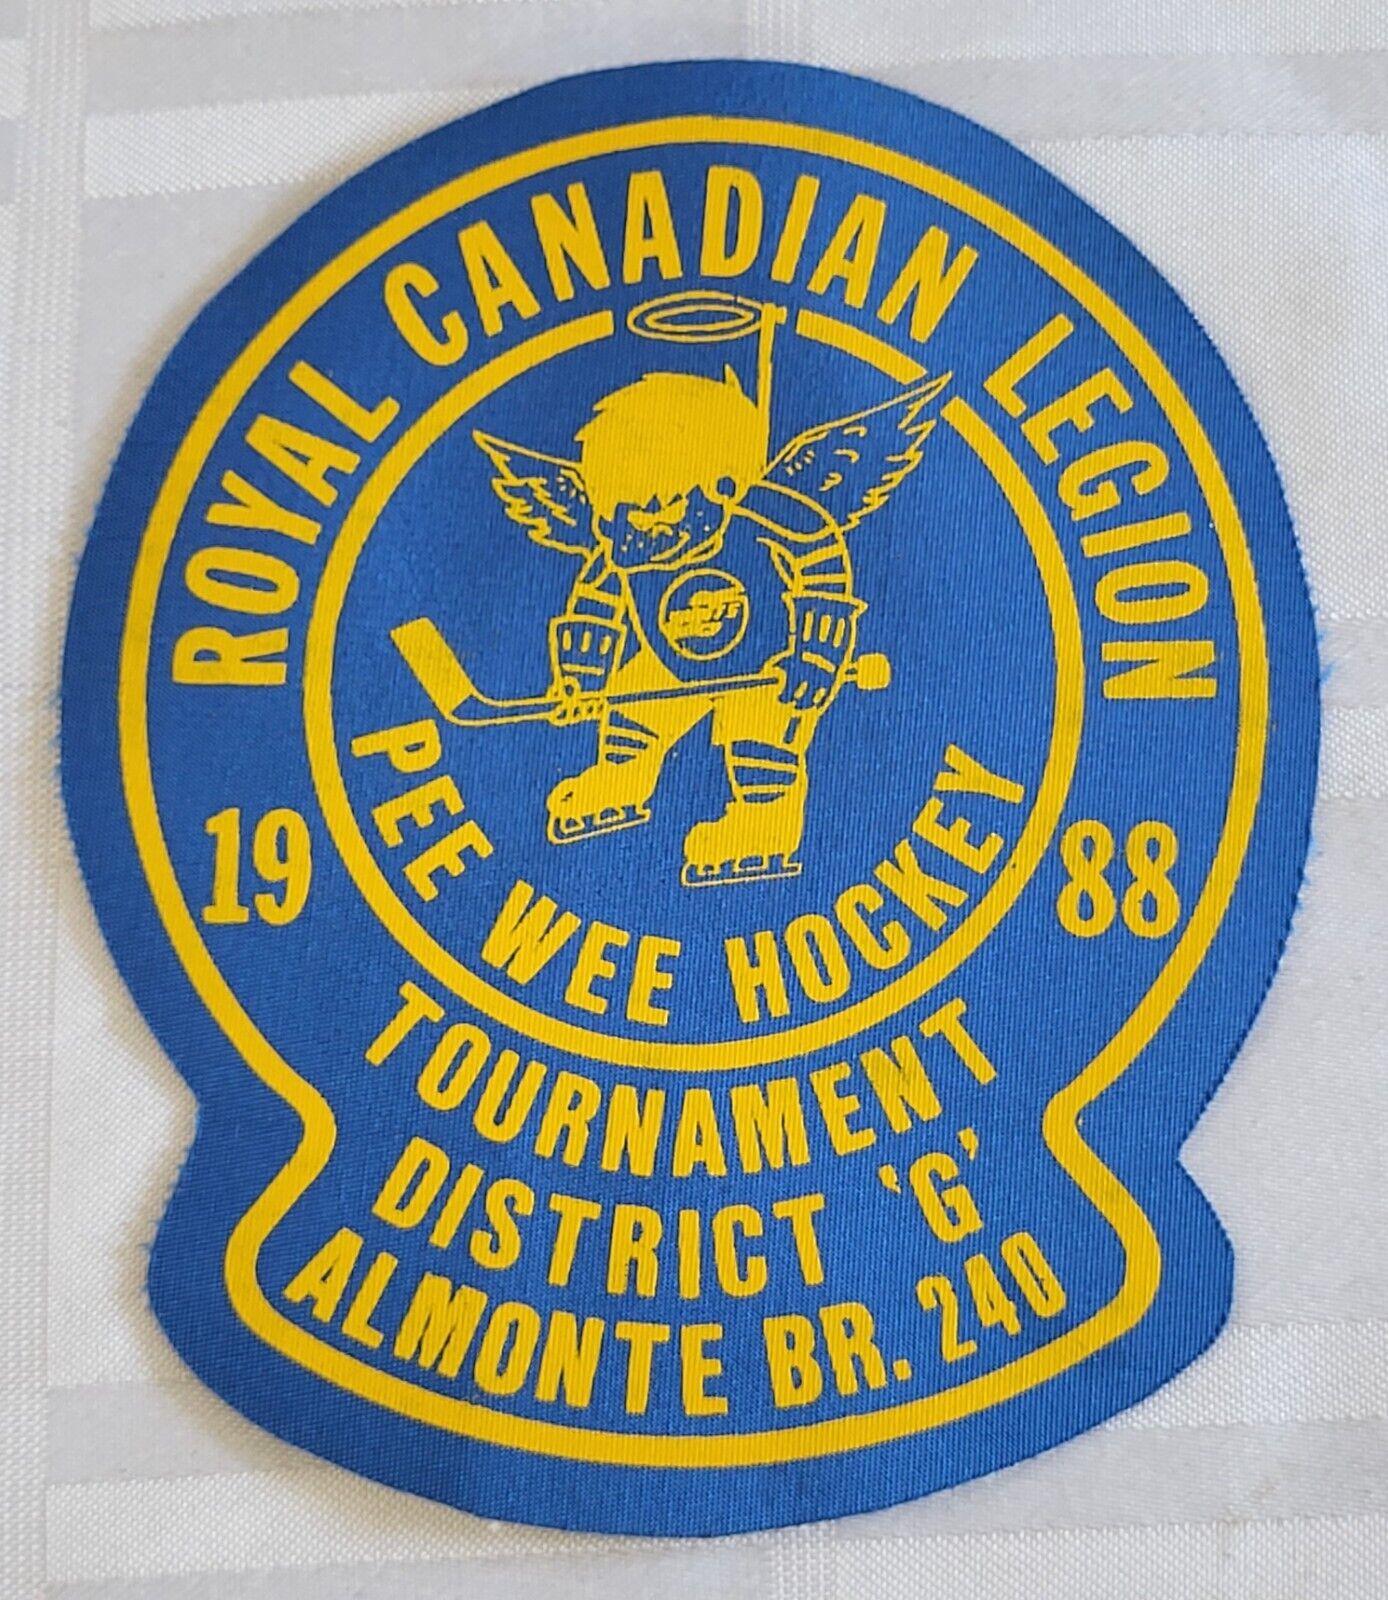 ROYAL CANADIAN LEGION
19 88
PEE WEE HOCKEY
TOURNAMENT
DISTRICT 'G'
ALMONTE BR. 240